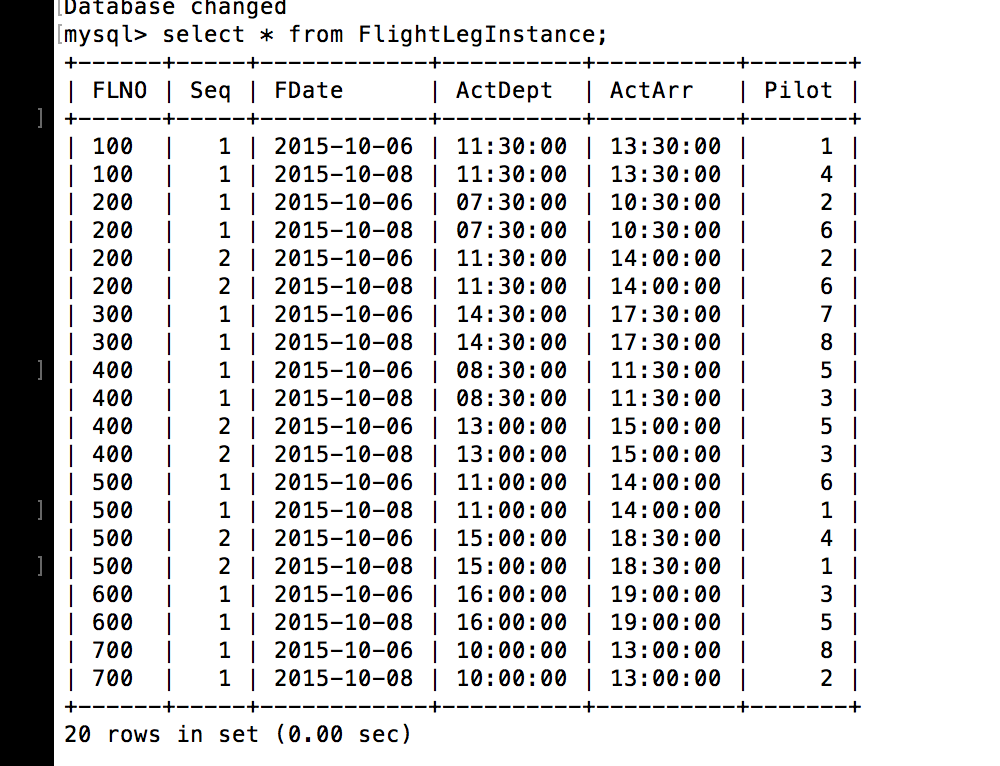 [Database changed
[mysql> select * from FlightLegInstance;
+------+-----+------------+----------+----------+-------+
| FLNO | Seq | FDate      | ActDept  | ActArr   | Pilot |
+------+-----+------------+----------+----------+-------+
| 100  |   1 | 2015-10-06 | 11:30:00 | 13:30:00 |     1 |
| 100  |   1 | 2015-10-08 | 11:30:00 | 13:30:00 |     4 |
| 200  |   1 | 2015-10-06 | 07:30:00 | 10:30:00 |     2 |
| 200  |   1 | 2015-10-08 | 07:30:00 | 10:30:00 |     6 |
| 200  |   2 | 2015-10-06 | 11:30:00 | 14:00:00 |     2 |
| 200  |   2 | 2015-10-08 | 11:30:00 | 14:00:00 |     6 |
| 300  |   1 | 2015-10-06 | 14:30:00 | 17:30:00 |     7 |
| 300  |   1 | 2015-10-08 | 14:30:00 | 17:30:00 |     8 |
| 400  |   1 | 2015-10-06 | 08:30:00 | 11:30:00 |     5 |
| 400  |   1 | 2015-10-08 | 08:30:00 | 11:30:00 |     3 |
| 400  |   2 | 2015-10-06 | 13:00:00 | 15:00:00 |     5 |
| 400  |   2 | 2015-10-08 | 13:00:00 | 15:00:00 |     3 |
| 500  |   1 | 2015-10-06 | 11:00:00 | 14:00:00 |     6 |
| 500  |   1 | 2015-10-08 | 11:00:00 | 14:00:00 |     1 |
| 500  |   2 | 2015-10-06 | 15:00:00 | 18:30:00 |     4 |
| 500  |   2 | 2015-10-08 | 15:00:00 | 18:30:00 |     1 |
| 600  |   1 | 2015-10-06 | 16:00:00 | 19:00:00 |     3 |
| 600  |   1 | 2015-10-08 | 16:00:00 | 19:00:00 |     5 |
| 700  |   1 | 2015-10-06 | 10:00:00 | 13:00:00 |     8 |
| 700  |   1 | 2015-10-08 | 10:00:00 | 13:00:00 |     2 |
+------+-----+------------+----------+----------+-------+
20 rows in set (0.00 sec)